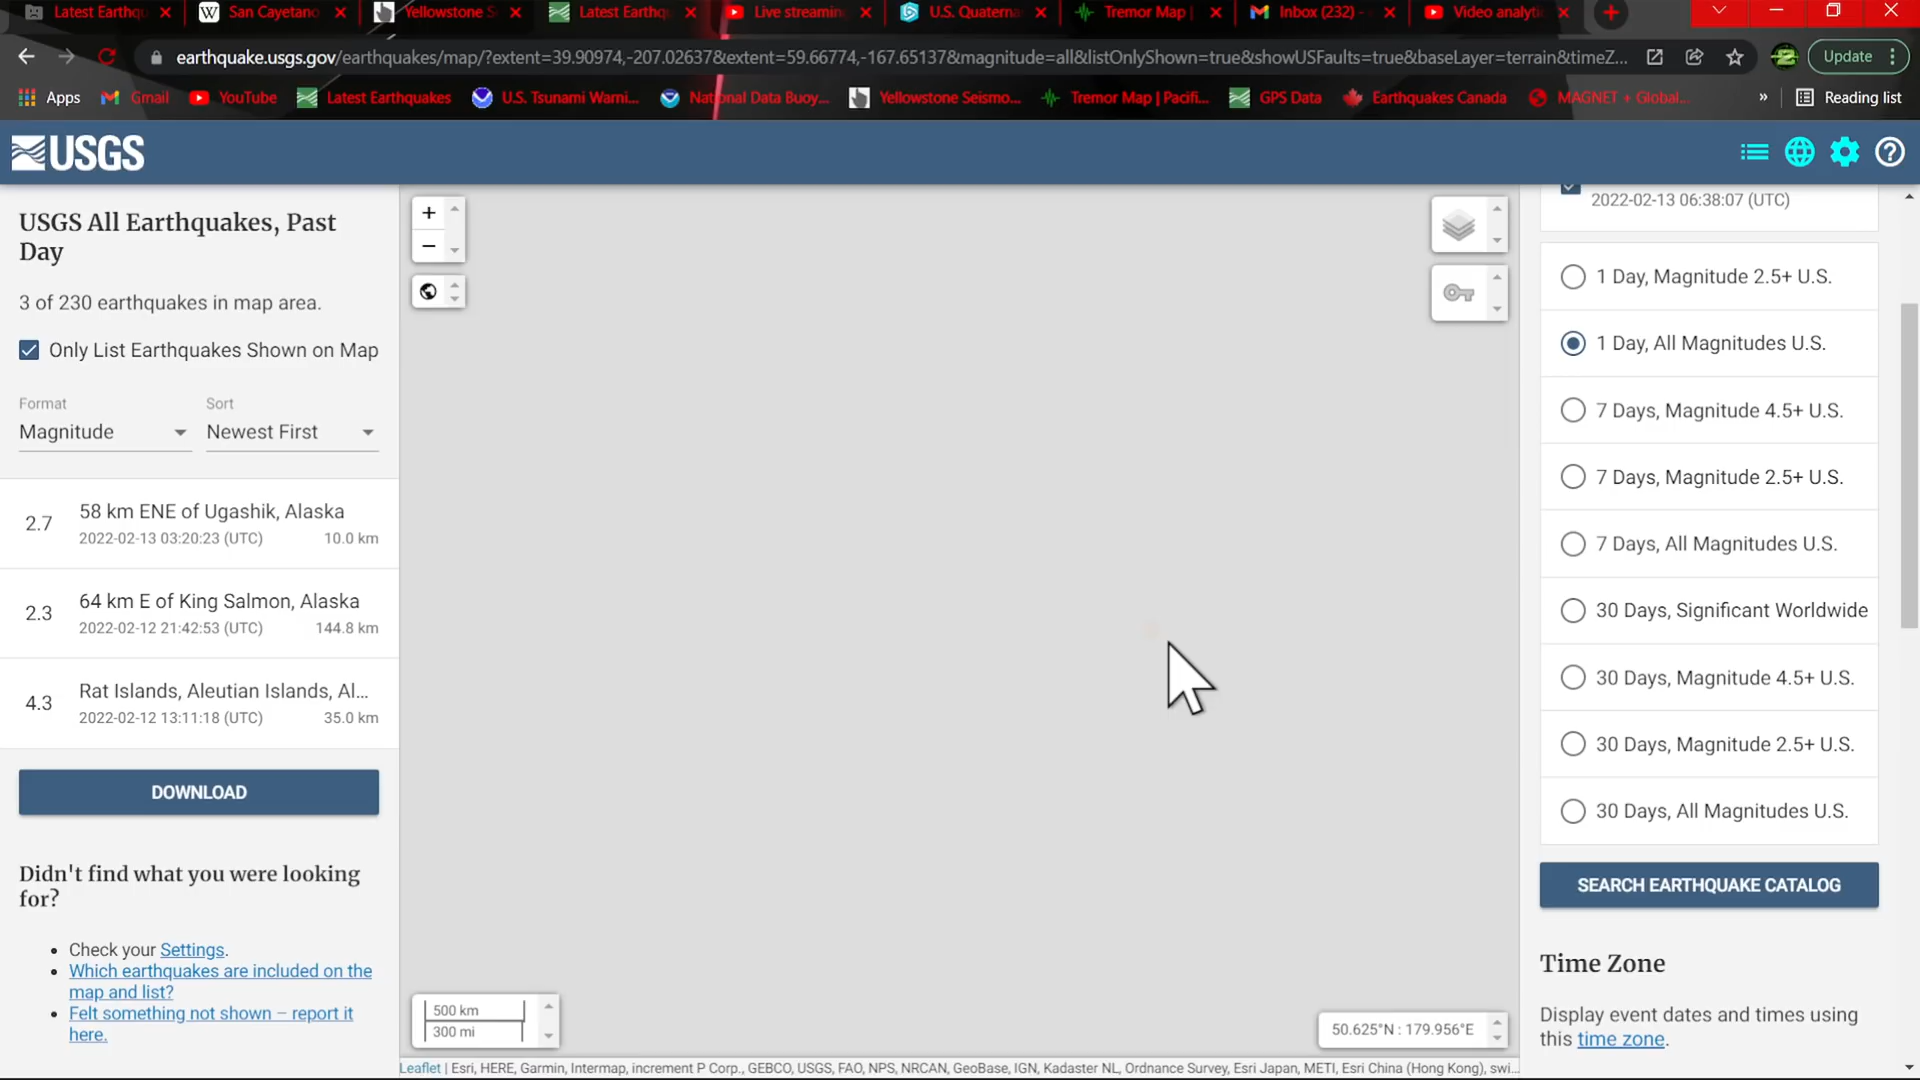 Latest Earthqu
San Cayetano
Yellowstone S
Latest Earthqu
Live streamin
U.S. Quaterna
Tremor Map |
Inbox (232) -
Video analyti
earthquake.usgs.gov/earthquakes/map/?extent=39.90974,-207.02637&extent=59.66774,-167.65137&magnitude=all&listOnlyShown=true&showUSFaults=true&baseLayer=terrain&timeZ...
Update
Apps
Gmail
YouTube
Latest Earthquakes
U.S. Tsunami Warni...
National Data Buoy...
Yellowstone Seismo...
Tremor Map | Pacifi...
GPS Data
Earthquakes Canada
MAGNET + Global...
»
Reading list
USGS
USGS All Earthquakes, Past
Day
3 of 230 earthquakes in map area.
Only List Earthquakes Shown on Map
Format
Sort
Magnitude
Newest First
2.7
58 km ENE of Ugashik, Alaska
2022-02-13 03:20:23 (UTC)
10.0 km
2.3
64 km E of King Salmon, Alaska
2022-02-12 21:42:53 (UTC)
144.8 km
4.3
Rat Islands, Aleutian Islands, Al...
2022-02-12 13:11:18 (UTC)
35.0 km
DOWNLOAD
Didn't find what you were looking
for?
• Check your Settings.
• Which earthquakes are included on the
map and list?
• Felt something not shown – report it
here.
+
−
500 km
300 mi
50.625°N : 179.956°E
Leaflet | Esri, HERE, Garmin, Intermap, increment P Corp., GEBCO, USGS, FAO, NPS, NRCAN, GeoBase, IGN, Kadaster NL, Ordnance Survey, Esri Japan, METI, Esri China (Hong Kong), swi...
2022-02-13 06:38:07 (UTC)
1 Day, Magnitude 2.5+ U.S.
1 Day, All Magnitudes U.S.
7 Days, Magnitude 4.5+ U.S.
7 Days, Magnitude 2.5+ U.S.
7 Days, All Magnitudes U.S.
30 Days, Significant Worldwide
30 Days, Magnitude 4.5+ U.S.
30 Days, Magnitude 2.5+ U.S.
30 Days, All Magnitudes U.S.
SEARCH EARTHQUAKE CATALOG
Time Zone
Display event dates and times using
this time zone.